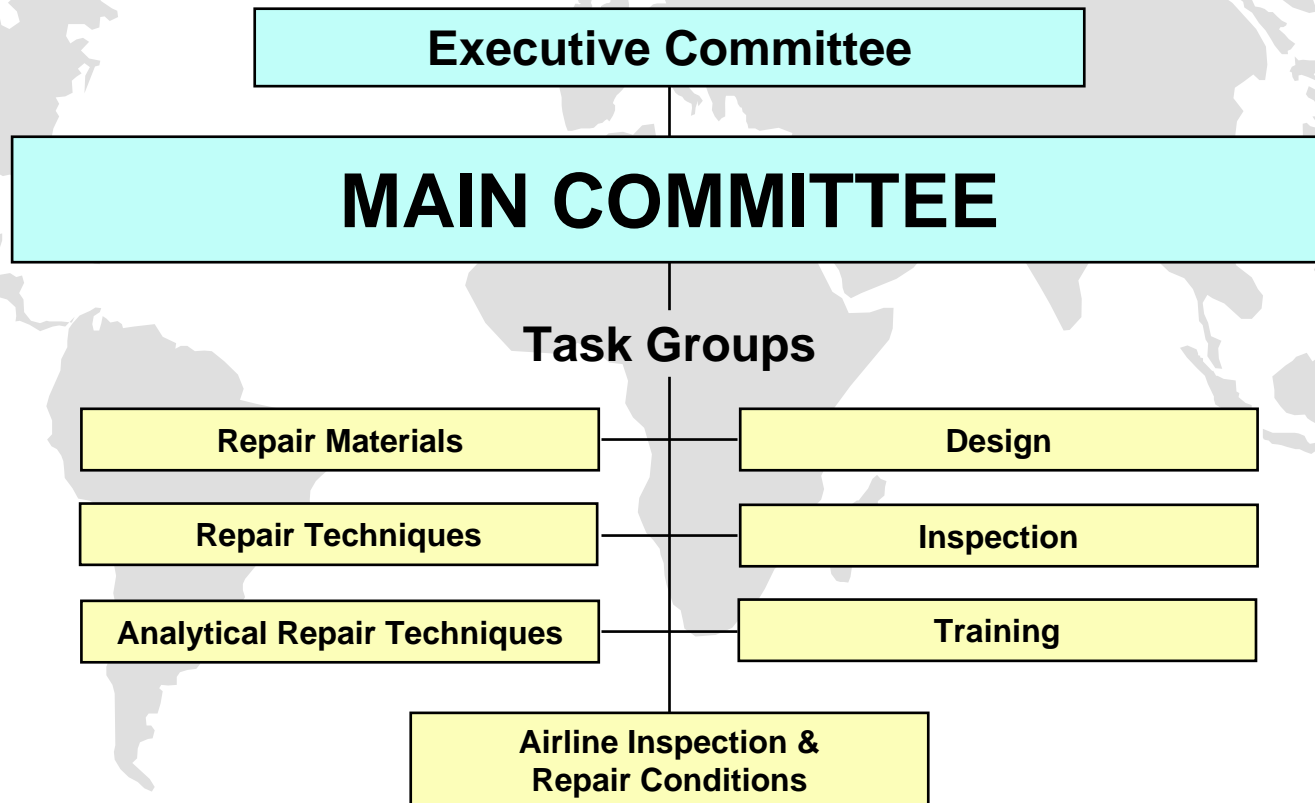 Executive Committee
MAIN COMMITTEE
Task Groups
Repair Materials
Design
Repair Techniques
Inspection
Analytical Repair Techniques
Training
Airline Inspection &
Repair Conditions